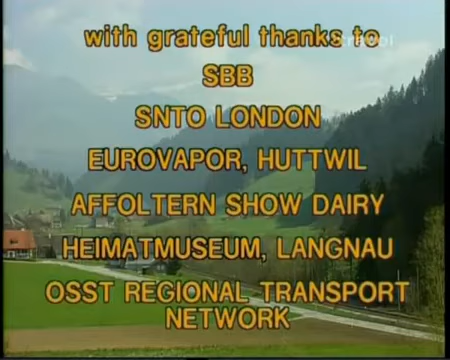 with grateful thanks to
SBB
SNTO LONDON
EUROVAPOR, HUTTWIL
AFFOLTERN SHOW DAIRY
HEIMATMUSEUM, LANGNAU
OSST REGIONAL TRANSPORT
NETWORK